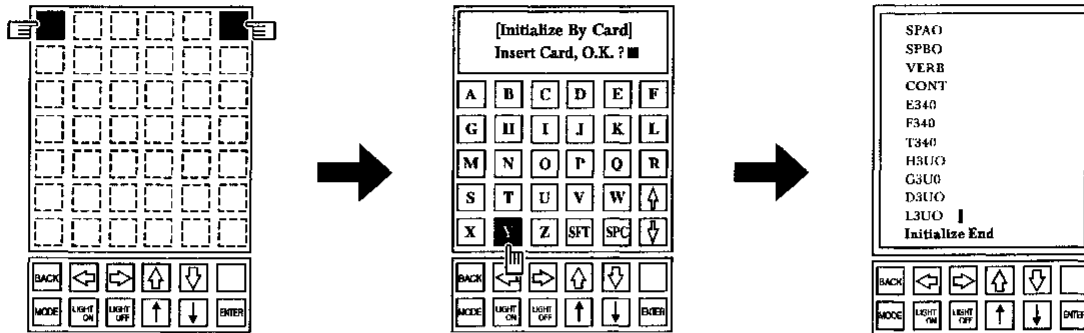 BACK
MODE LIGHT ON LIGHT OFF ENTER
[Initialize By Card]
Insert Card, O.K. ?
A B C D E F
G H I J K L
M N O P Q R
S T U V W
X Y Z SFT SPC
BACK
MODE LIGHT ON LIGHT OFF ENTER
SPAO
SPBO
VERB
CONT
E340
F340
T340
H3UO
G3U0
D3UO
L3UO
Initialize End
BACK
MODE LIGHT ON LIGHT OFF ENTER